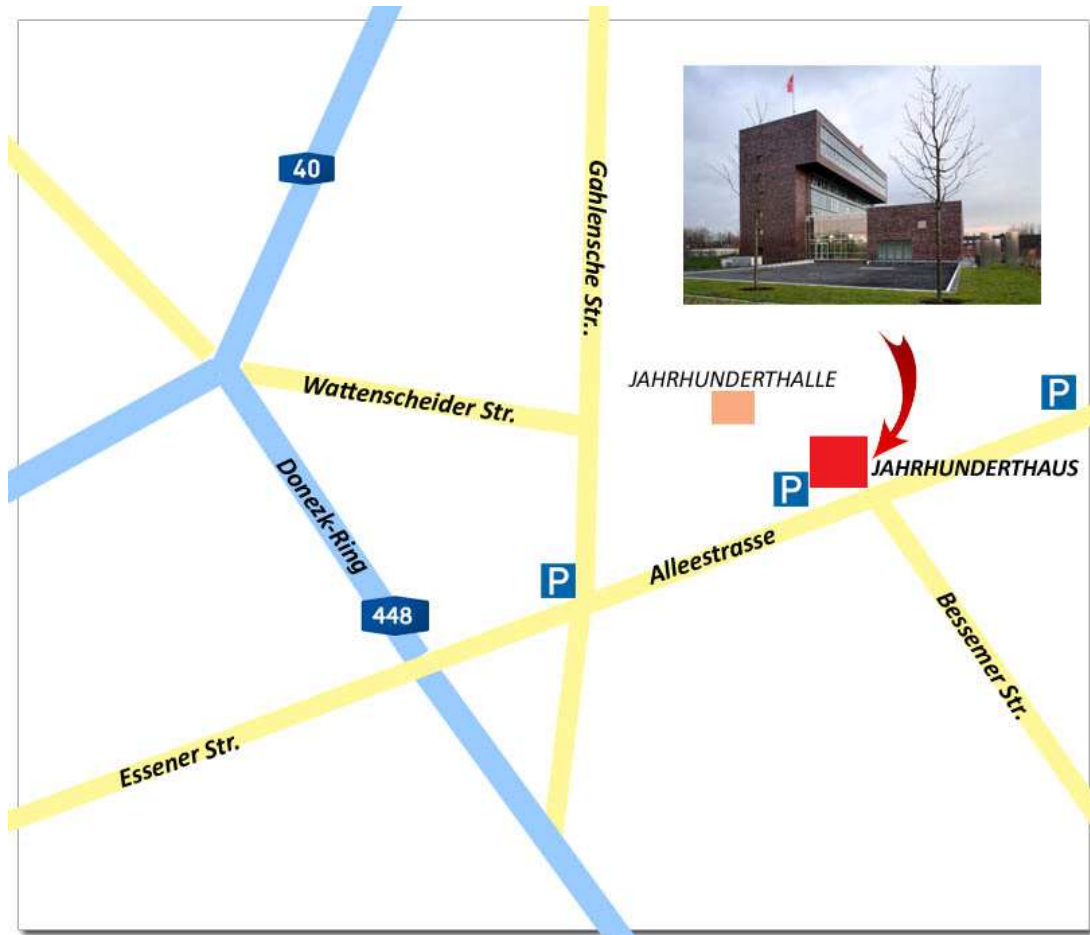 40
Gahlensche Str..
JAHRHUNDERTHALLE
Wattenscheider Str.
P
JAHRHUNDERTHAUS
P
Donezk-Ring
Alleestrasse
P
448
Bessemer Str.
Essener Str.